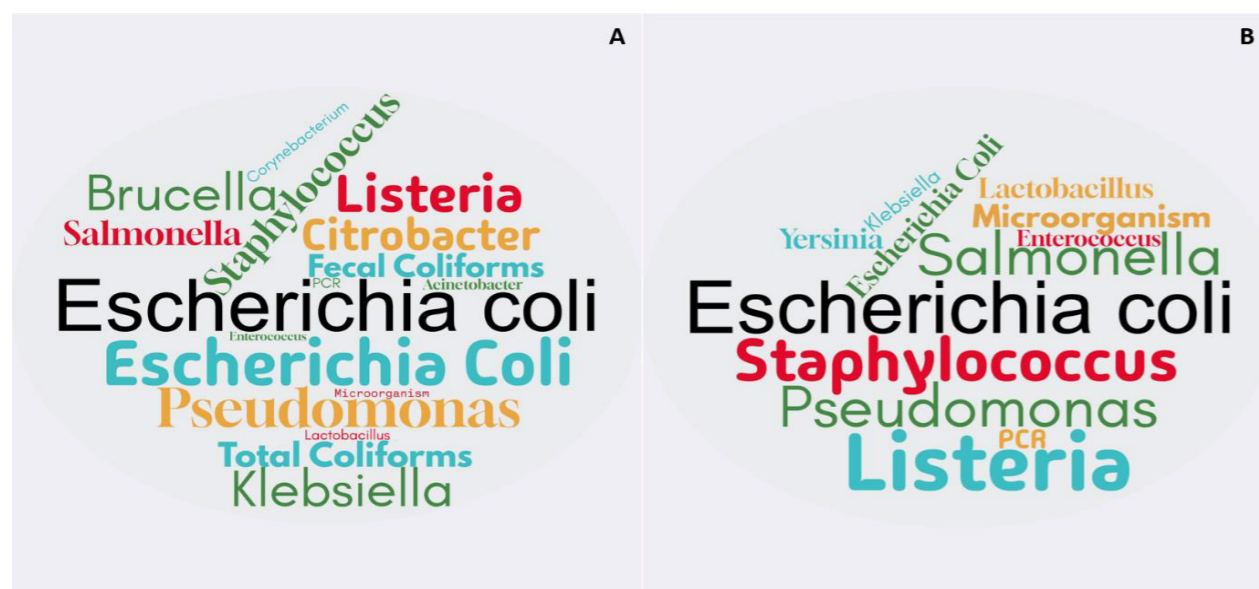 A
Corynebacterium
Staphylococcus
Brucella
Listeria
Salmonella
Citrobacter
Fecal Coliforms
PCR
Acinetobacter
Escherichia coli
Enterococcus
Escherichia Coli
Microorganism
Pseudomonas
Lactobacillus
Total Coliforms
Klebsiella
B
Klebsiella
Escherichia Coli
Lactobacillus
Microorganism
Yersinia
Enterococcus
Salmonella
Escherichia coli
Staphylococcus
Pseudomonas
PCR
Listeria